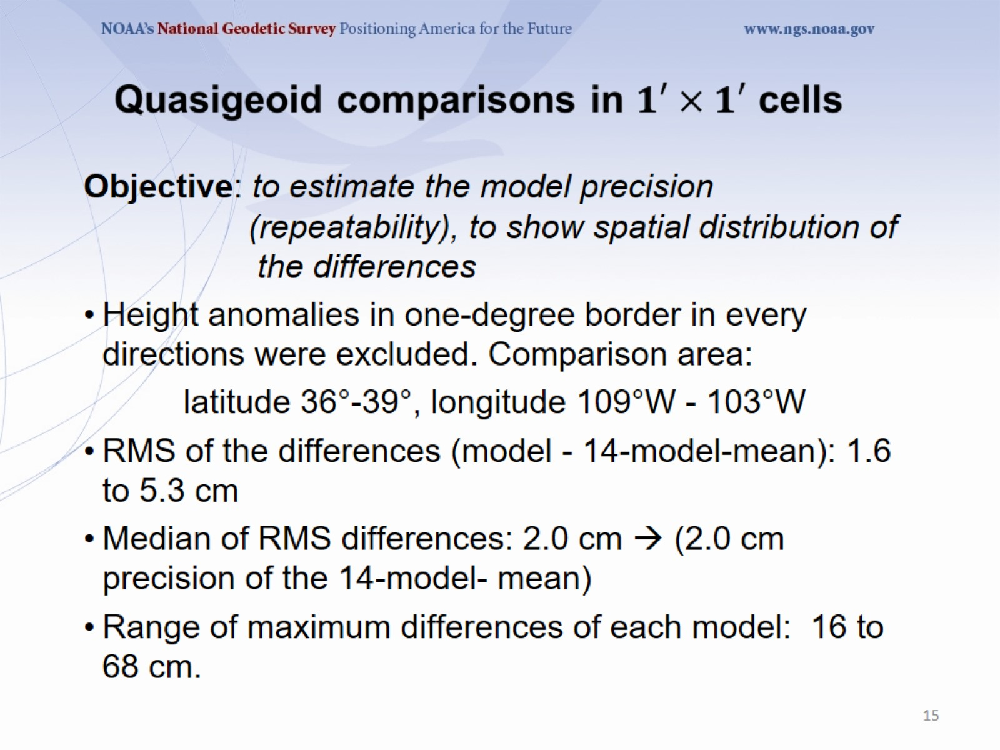 NOAA's National Geodetic Survey Positioning America for the Future www.ngs.noaa.gov
Quasigeoid comparisons in 1′ × 1′ cells
Objective: to estimate the model precision
(repeatability), to show spatial distribution of
the differences
• Height anomalies in one-degree border in every
directions were excluded. Comparison area:
latitude 36°-39°, longitude 109°W - 103°W
• RMS of the differences (model - 14-model-mean): 1.6
to 5.3 cm
• Median of RMS differences: 2.0 cm → (2.0 cm
precision of the 14-model- mean)
• Range of maximum differences of each model:  16 to
68 cm.
15